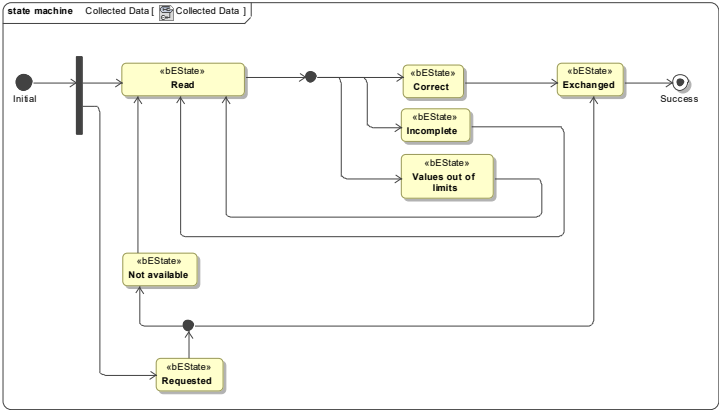 state machine Collected Data [ Collected Data ]
Initial
«bEState»
Read
«bEState»
Correct
«bEState»
Exchanged
Success
«bEState»
Incomplete
«bEState»
Values out of
limits
«bEState»
Not available
«bEState»
Requested